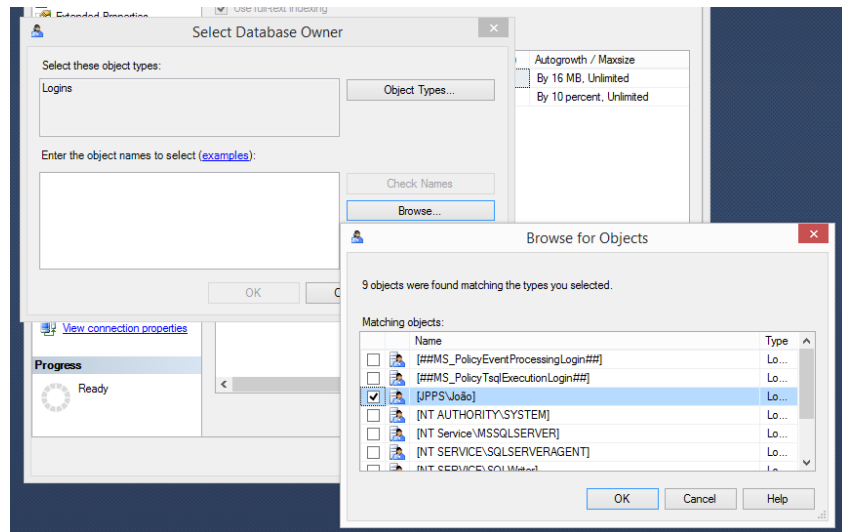 Extended Properties
Use full-text indexing
Select Database Owner
Select these object types:
Logins
Object Types...
Enter the object names to select (examples):
Check Names
Browse...
OK
Autogrowth / Maxsize
By 16 MB, Unlimited
By 10 percent, Unlimited
View connection properties
Progress
Ready
Browse for Objects
9 objects were found matching the types you selected.
Matching objects:
Name Type
[##MS_PolicyEventProcessingLogin##] Lo...
[##MS_PolicyTsqlExecutionLogin##] Lo...
[JPPS\João] Lo...
[NT AUTHORITY\SYSTEM] Lo...
[NT Service\MSSQLSERVER] Lo...
[NT SERVICE\SQLSERVERAGENT] Lo...
[NT SERVICE\SQLWriter] Lo...
OK Cancel Help